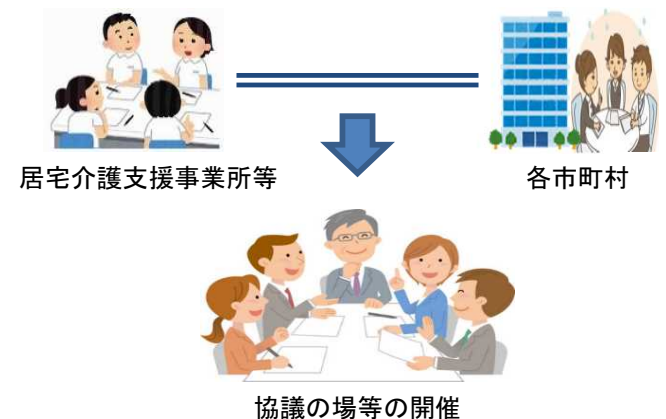 居宅介護支援事業所等
各市町村
協議の場等の開催